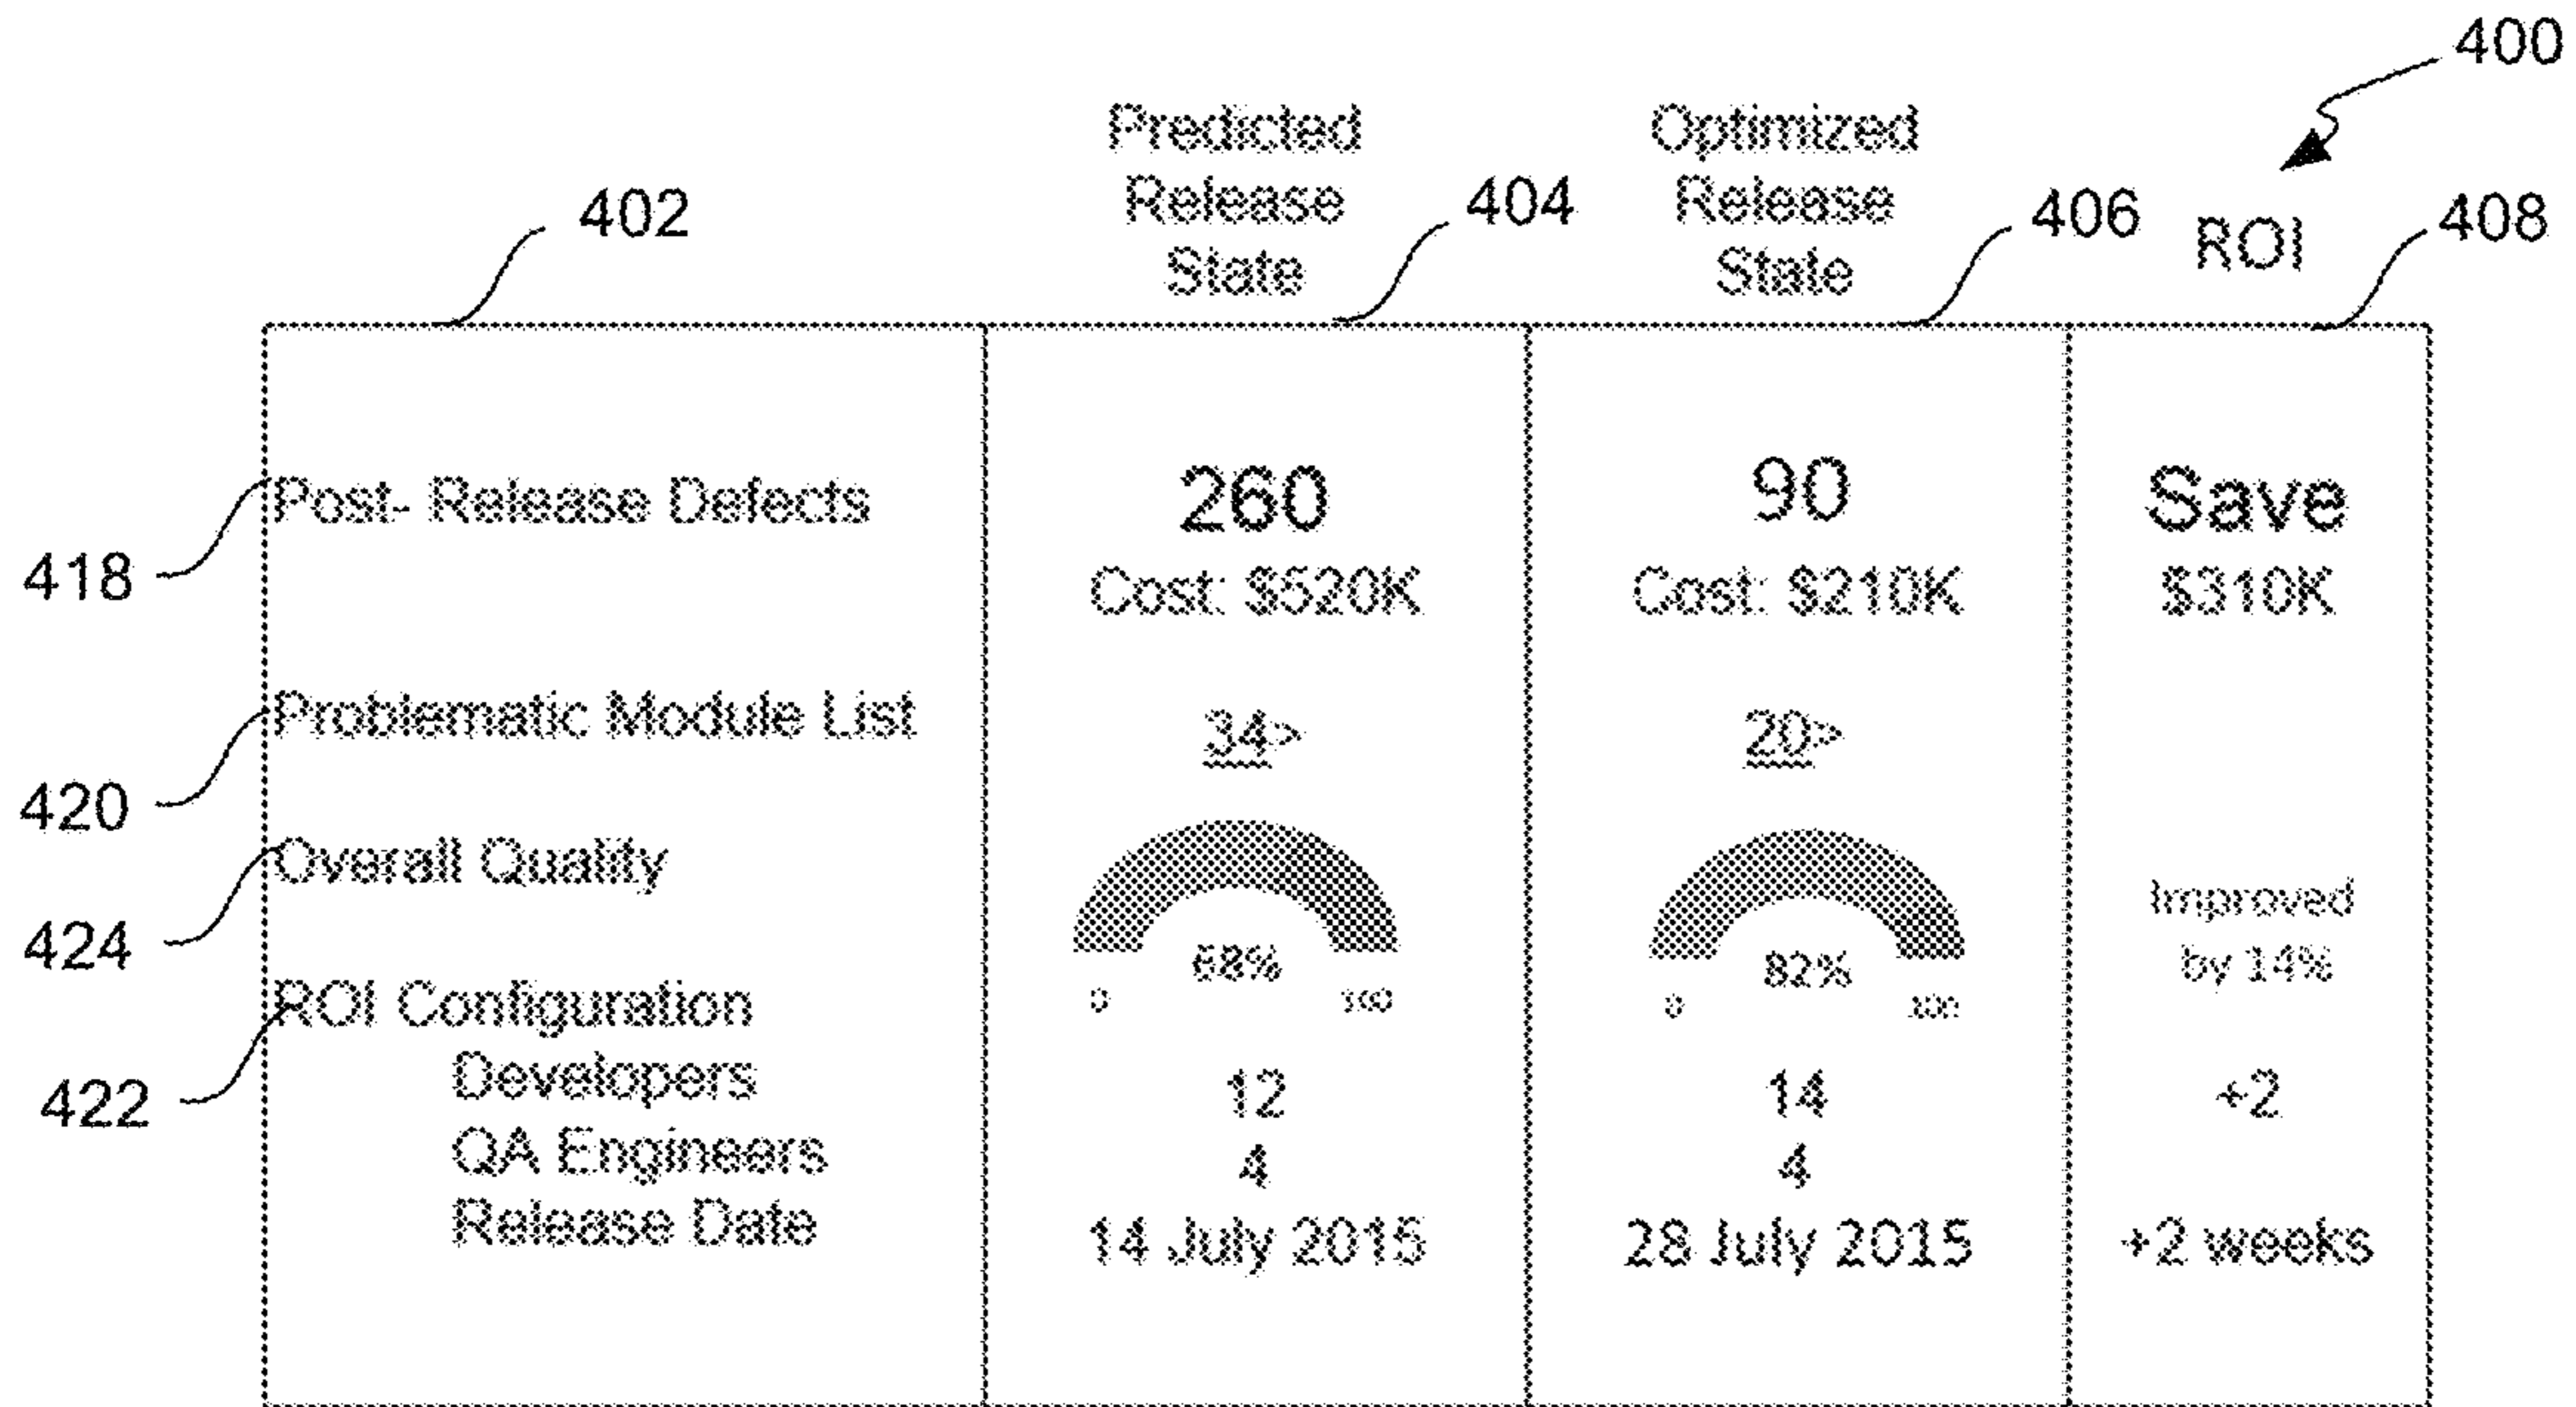 400
Predicted
Release
State
Optimized
Release
State
ROI
402
404
406
408
Post- Release Defects
260
90
Save
418
Cost: $520K
Cost: $210K
$310K
Problematic Module List
34>
20>
420
Overall Quality
68%
0
100
82%
0
100
Improved
by 14%
424
ROI Configuration
422
Developers
12
14
+2
QA Engineers
4
4
Release Date
14 July 2015
28 July 2015
+2 weeks